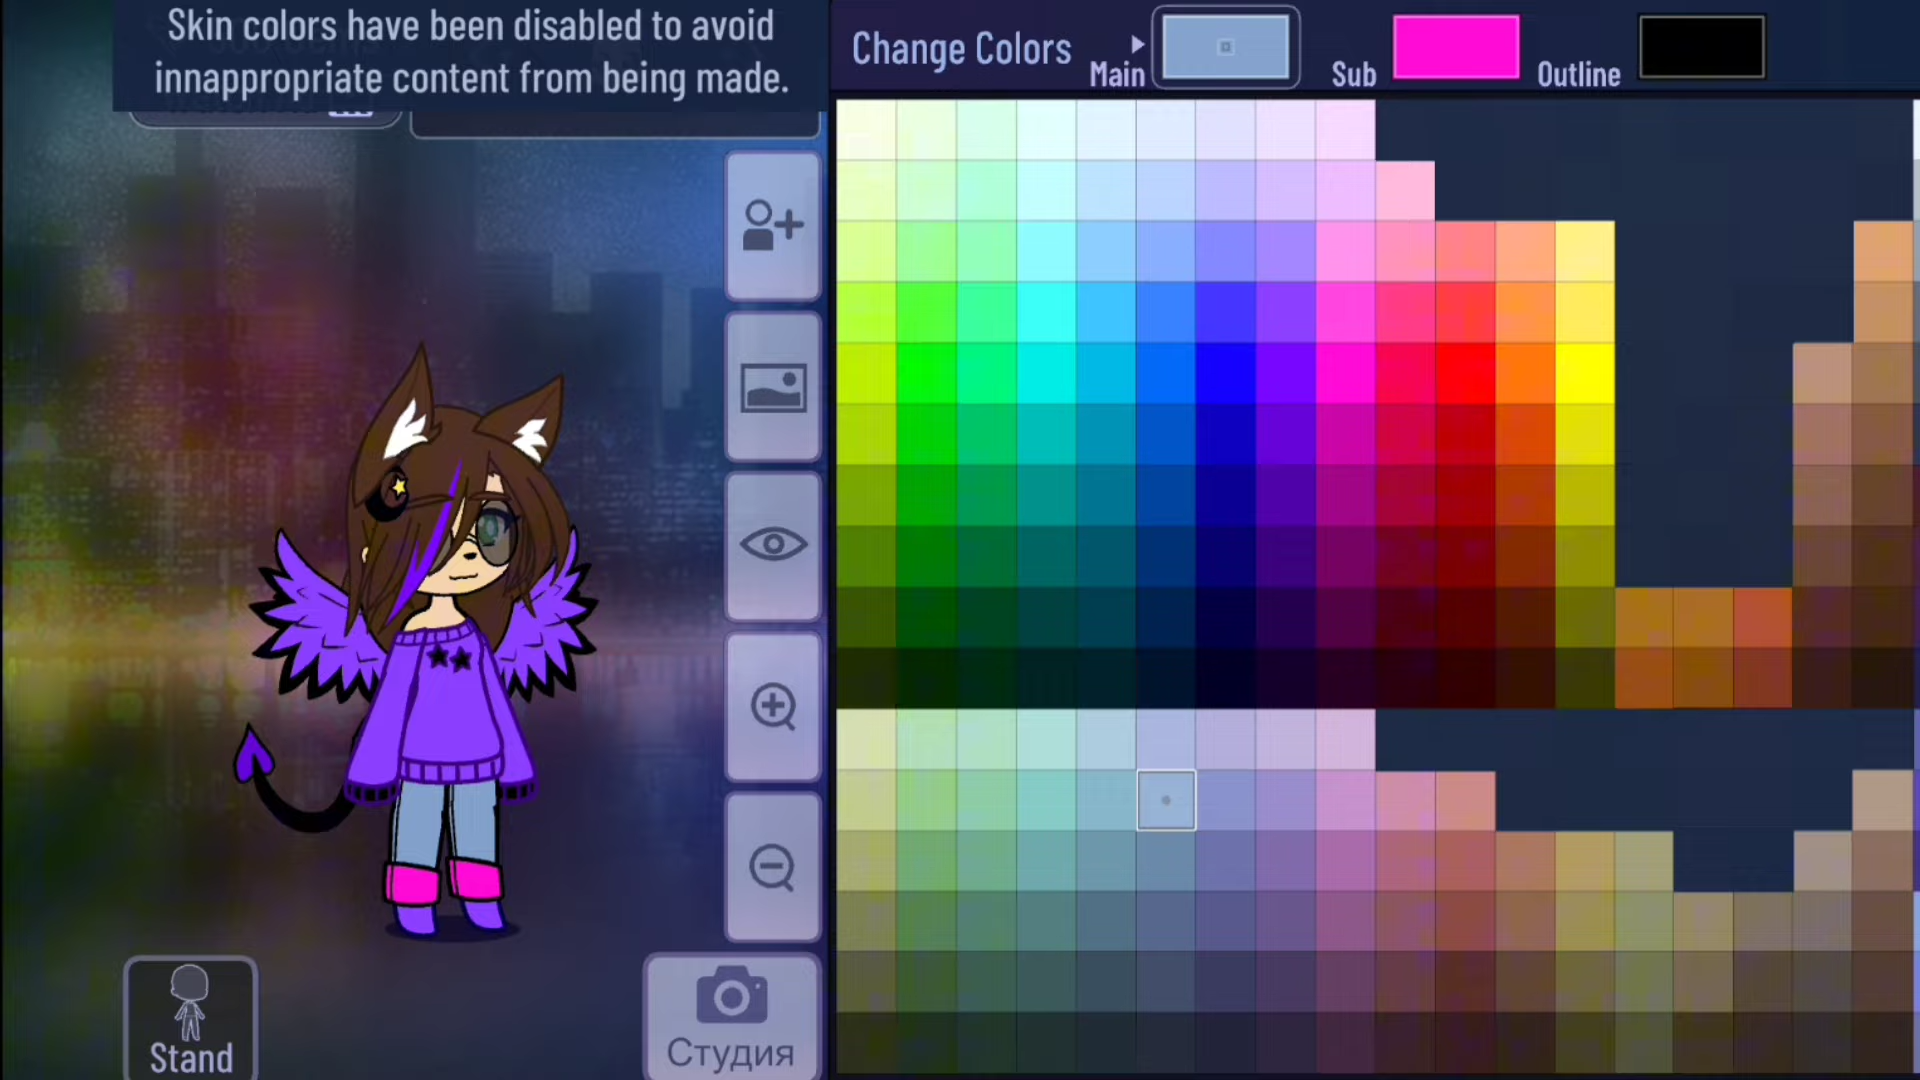 Skin colors have been disabled to avoid
innappropriate content from being made.
Change Colors
Main
Sub
Outline
Stand
Студия